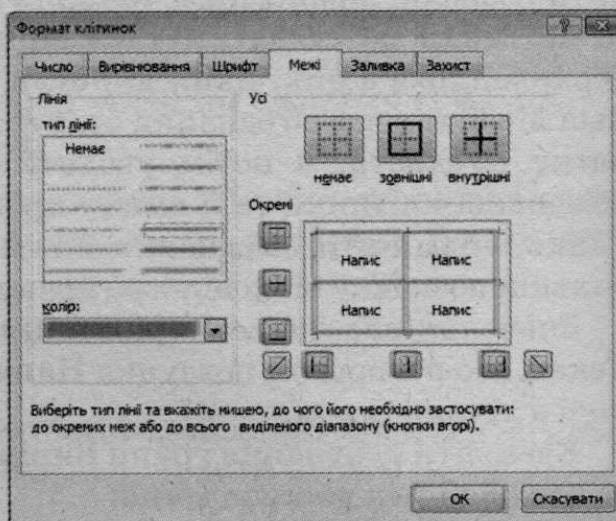 Формат клітинок
Число Вирівнювання Шрифт Межі Заливка Захист
Лінія
тип лінії:
Немає
колір:
Усі
немає зовнішні внутрішні
Окремі
Напис Напис
Напис Напис
Виберіть тип лінії та вкажіть мишею, до чого його необхідно застосувати:
до окремих меж або до всього виділеного діапазону (кнопки вгорі).
ОК Скасувати